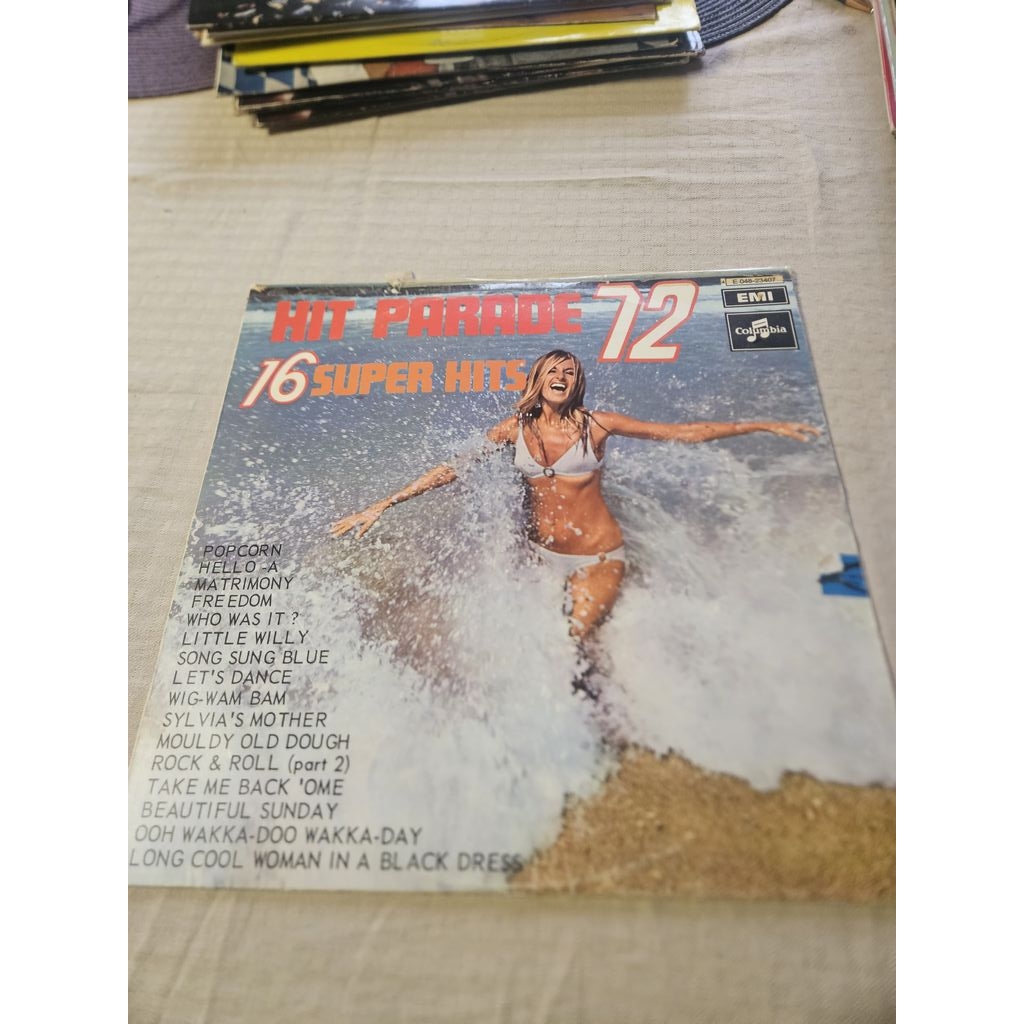 E 046-23407
HIT PARADE 72
EMI
Columbia
16 SUPER HITS
POPCORN
HELLO-A
MATRIMONY
FREEDOM
WHO WAS IT ?
LITTLE WILLY
SONG SUNG BLUE
LET'S DANCE
WIG-WAM BAM
SYLVIA'S MOTHER
MOULDY OLD DOUGH
ROCK & ROLL (part 2)
TAKE ME BACK 'OME
BEAUTIFUL SUNDAY
OOH WAKKA-DOO WAKKA-DAY
LONG COOL WOMAN IN A BLACK DRESS